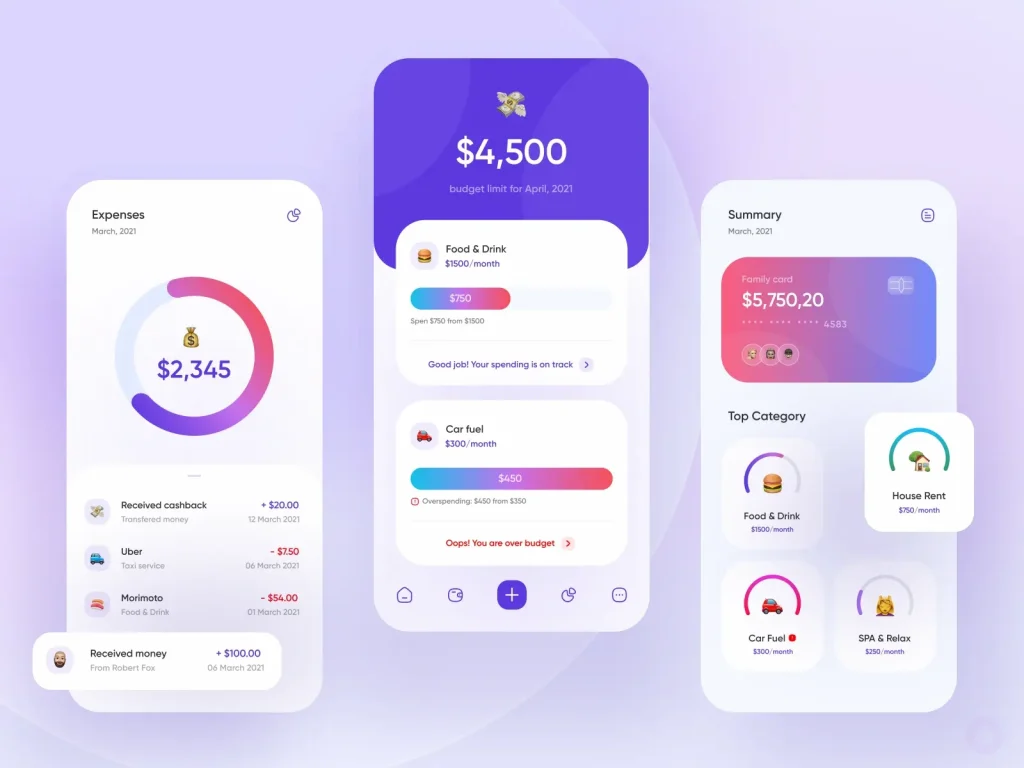 Expenses
March, 2021
$2,345
Received cashback
+ $20.00
Transfered money
12 March 2021
Uber
- $7.50
Taxi service
06 March 2021
Morimoto
- $54.00
Food & Drink
01 March 2021
Received money
+ $100.00
From Robert Fox
06 March 2021
$4,500
budget limit for April, 2021
Food & Drink
$1500/month
$750
Spen $750 from $1500
Good job! Your spending is on track
Car fuel
$300/month
$450
Overspending: $450 from $350
Oops! You are over budget
Summary
March, 2021
Family card
$5,750,20
**** **** **** 4583
Top Category
Food & Drink
$1500/month
House Rent
$750/month
Car Fuel
$300/month
SPA & Relax
$250/month